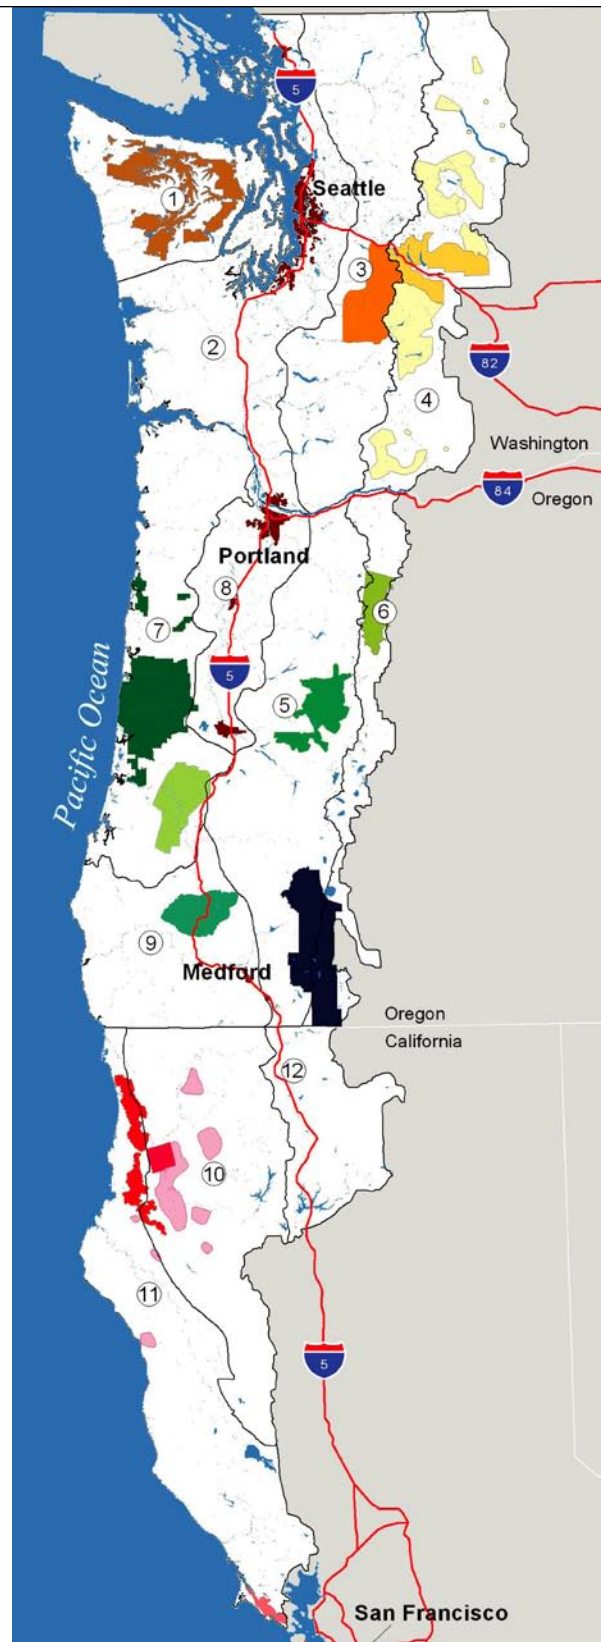 5
Seattle
1
3
2
82
4
Washington
84
Oregon
Portland
8
6
7
5
5
Pacific Ocean
9
Medford
Oregon
California
12
10
11
5
San Francisco